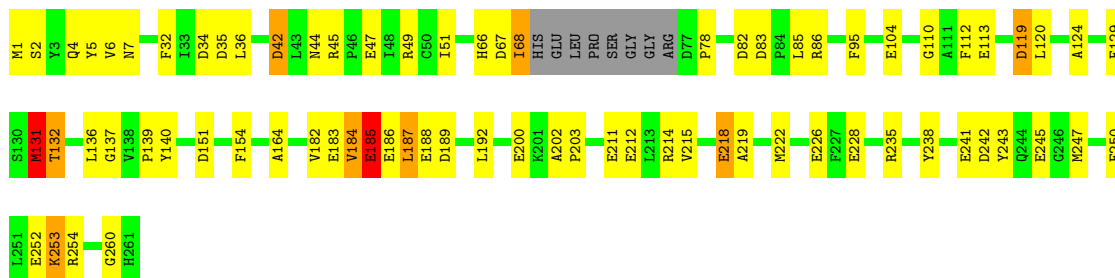 M1 S2 Y3 Q4 Y5 V6 N7 F32 I33 D34 D35 L36 D42 L43 N44 R45 P46 E47 I48 R49 C50 I51 H66 D67 I68 HIS GLU LEU PRO SER GLY GLY ARG D77 P78 D82 D83 P84 L85 R86 F95 E104 G110 A111 F112 E113 D119 L120 A124
S130 M131 T132 L136 G137 V138 P139 Y140 D151 F154 A164 V182 E183 V184 E185 E186 L187 E188 D189 L192 E200 K201 A202 P203 E211 E212 L213 R214 V215 E218 A219 M222 E226 F227 E228 R235 Y238 E241 D242 Y243 Q244 E245 G246 M247
L251 E252 K253 R254 G260 H261